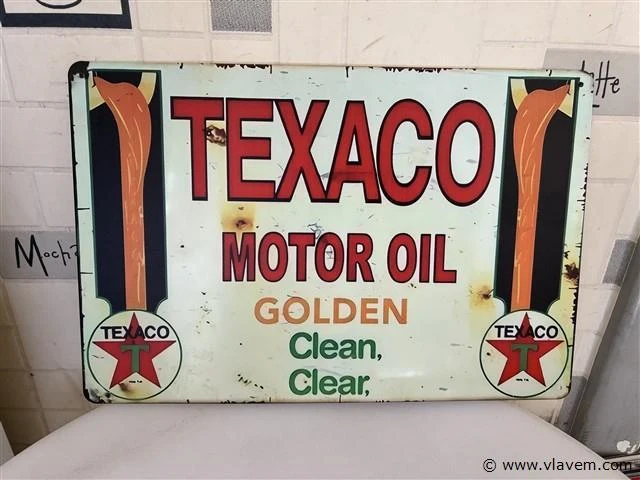 TEXACO
MOTOR OIL
GOLDEN
Clean,
Clear,
TEXACO
T
TEXACO
T
Mocha
© www.vlavem.com